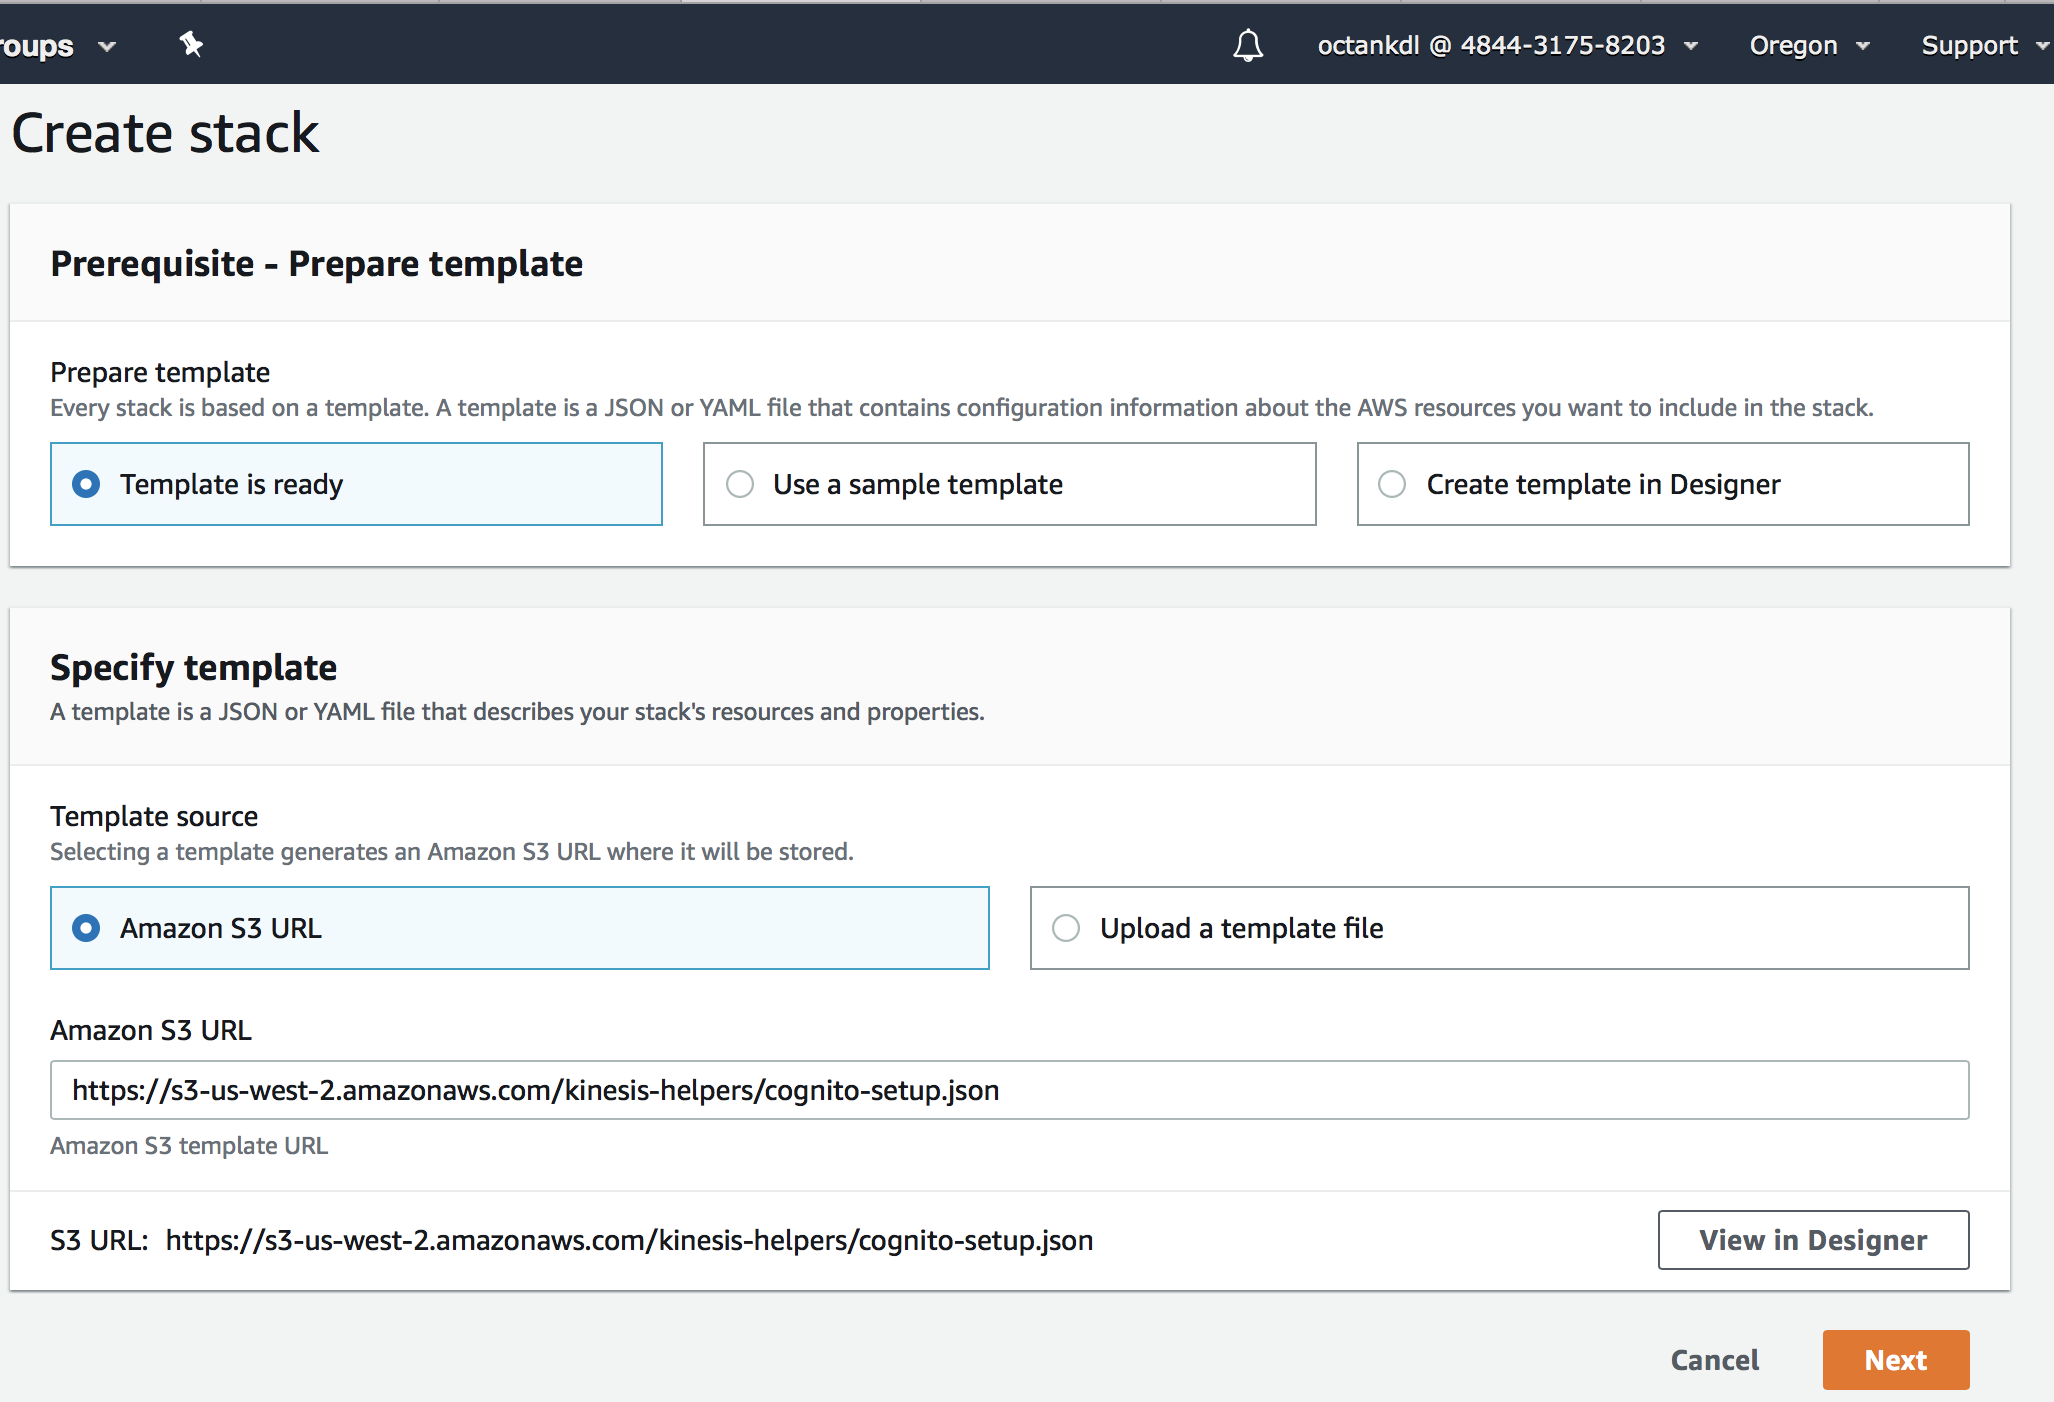 roups
octankdl @ 4844-3175-8203 Oregon Support
Create stack
Prerequisite - Prepare template
Prepare template
Every stack is based on a template. A template is a JSON or YAML file that contains configuration information about the AWS resources you want to include in the stack.
Template is ready Use a sample template Create template in Designer
Specify template
A template is a JSON or YAML file that describes your stack's resources and properties.
Template source
Selecting a template generates an Amazon S3 URL where it will be stored.
Amazon S3 URL Upload a template file
Amazon S3 URL
https://s3-us-west-2.amazonaws.com/kinesis-helpers/cognito-setup.json
Amazon S3 template URL
S3 URL: https://s3-us-west-2.amazonaws.com/kinesis-helpers/cognito-setup.json View in Designer
Cancel Next